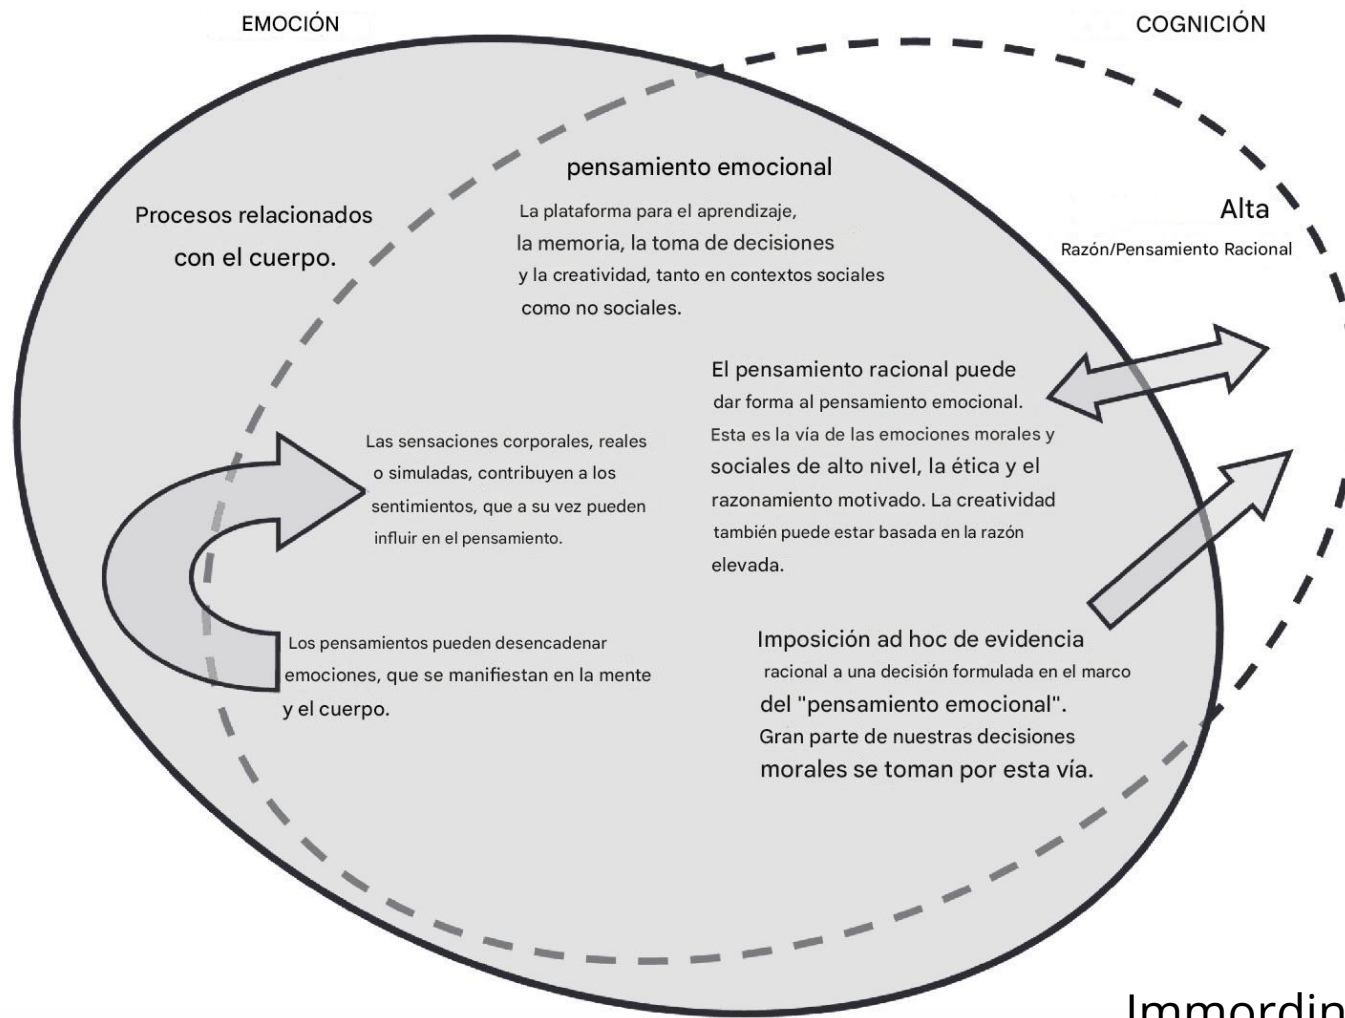 EMOCIÓN
COGNICIÓN
pensamiento emocional
La plataforma para el aprendizaje,
la memoria, la toma de decisiones
y la creatividad, tanto en contextos sociales
como no sociales.
Procesos relacionados
con el cuerpo.
Alta
Razón/Pensamiento Racional
El pensamiento racional puede
dar forma al pensamiento emocional.
Esta es la vía de las emociones morales y
sociales de alto nivel, la ética y el
razonamiento motivado. La creatividad
también puede estar basada en la razón
elevada.
Las sensaciones corporales, reales
o simuladas, contribuyen a los
sentimientos, que a su vez pueden
influir en el pensamiento.
Los pensamientos pueden desencadenar
emociones, que se manifiestan en la mente
y el cuerpo.
Imposición ad hoc de evidencia
racional a una decisión formulada en el marco
del "pensamiento emocional".
Gran parte de nuestras decisiones
morales se toman por esta vía.
Immordin